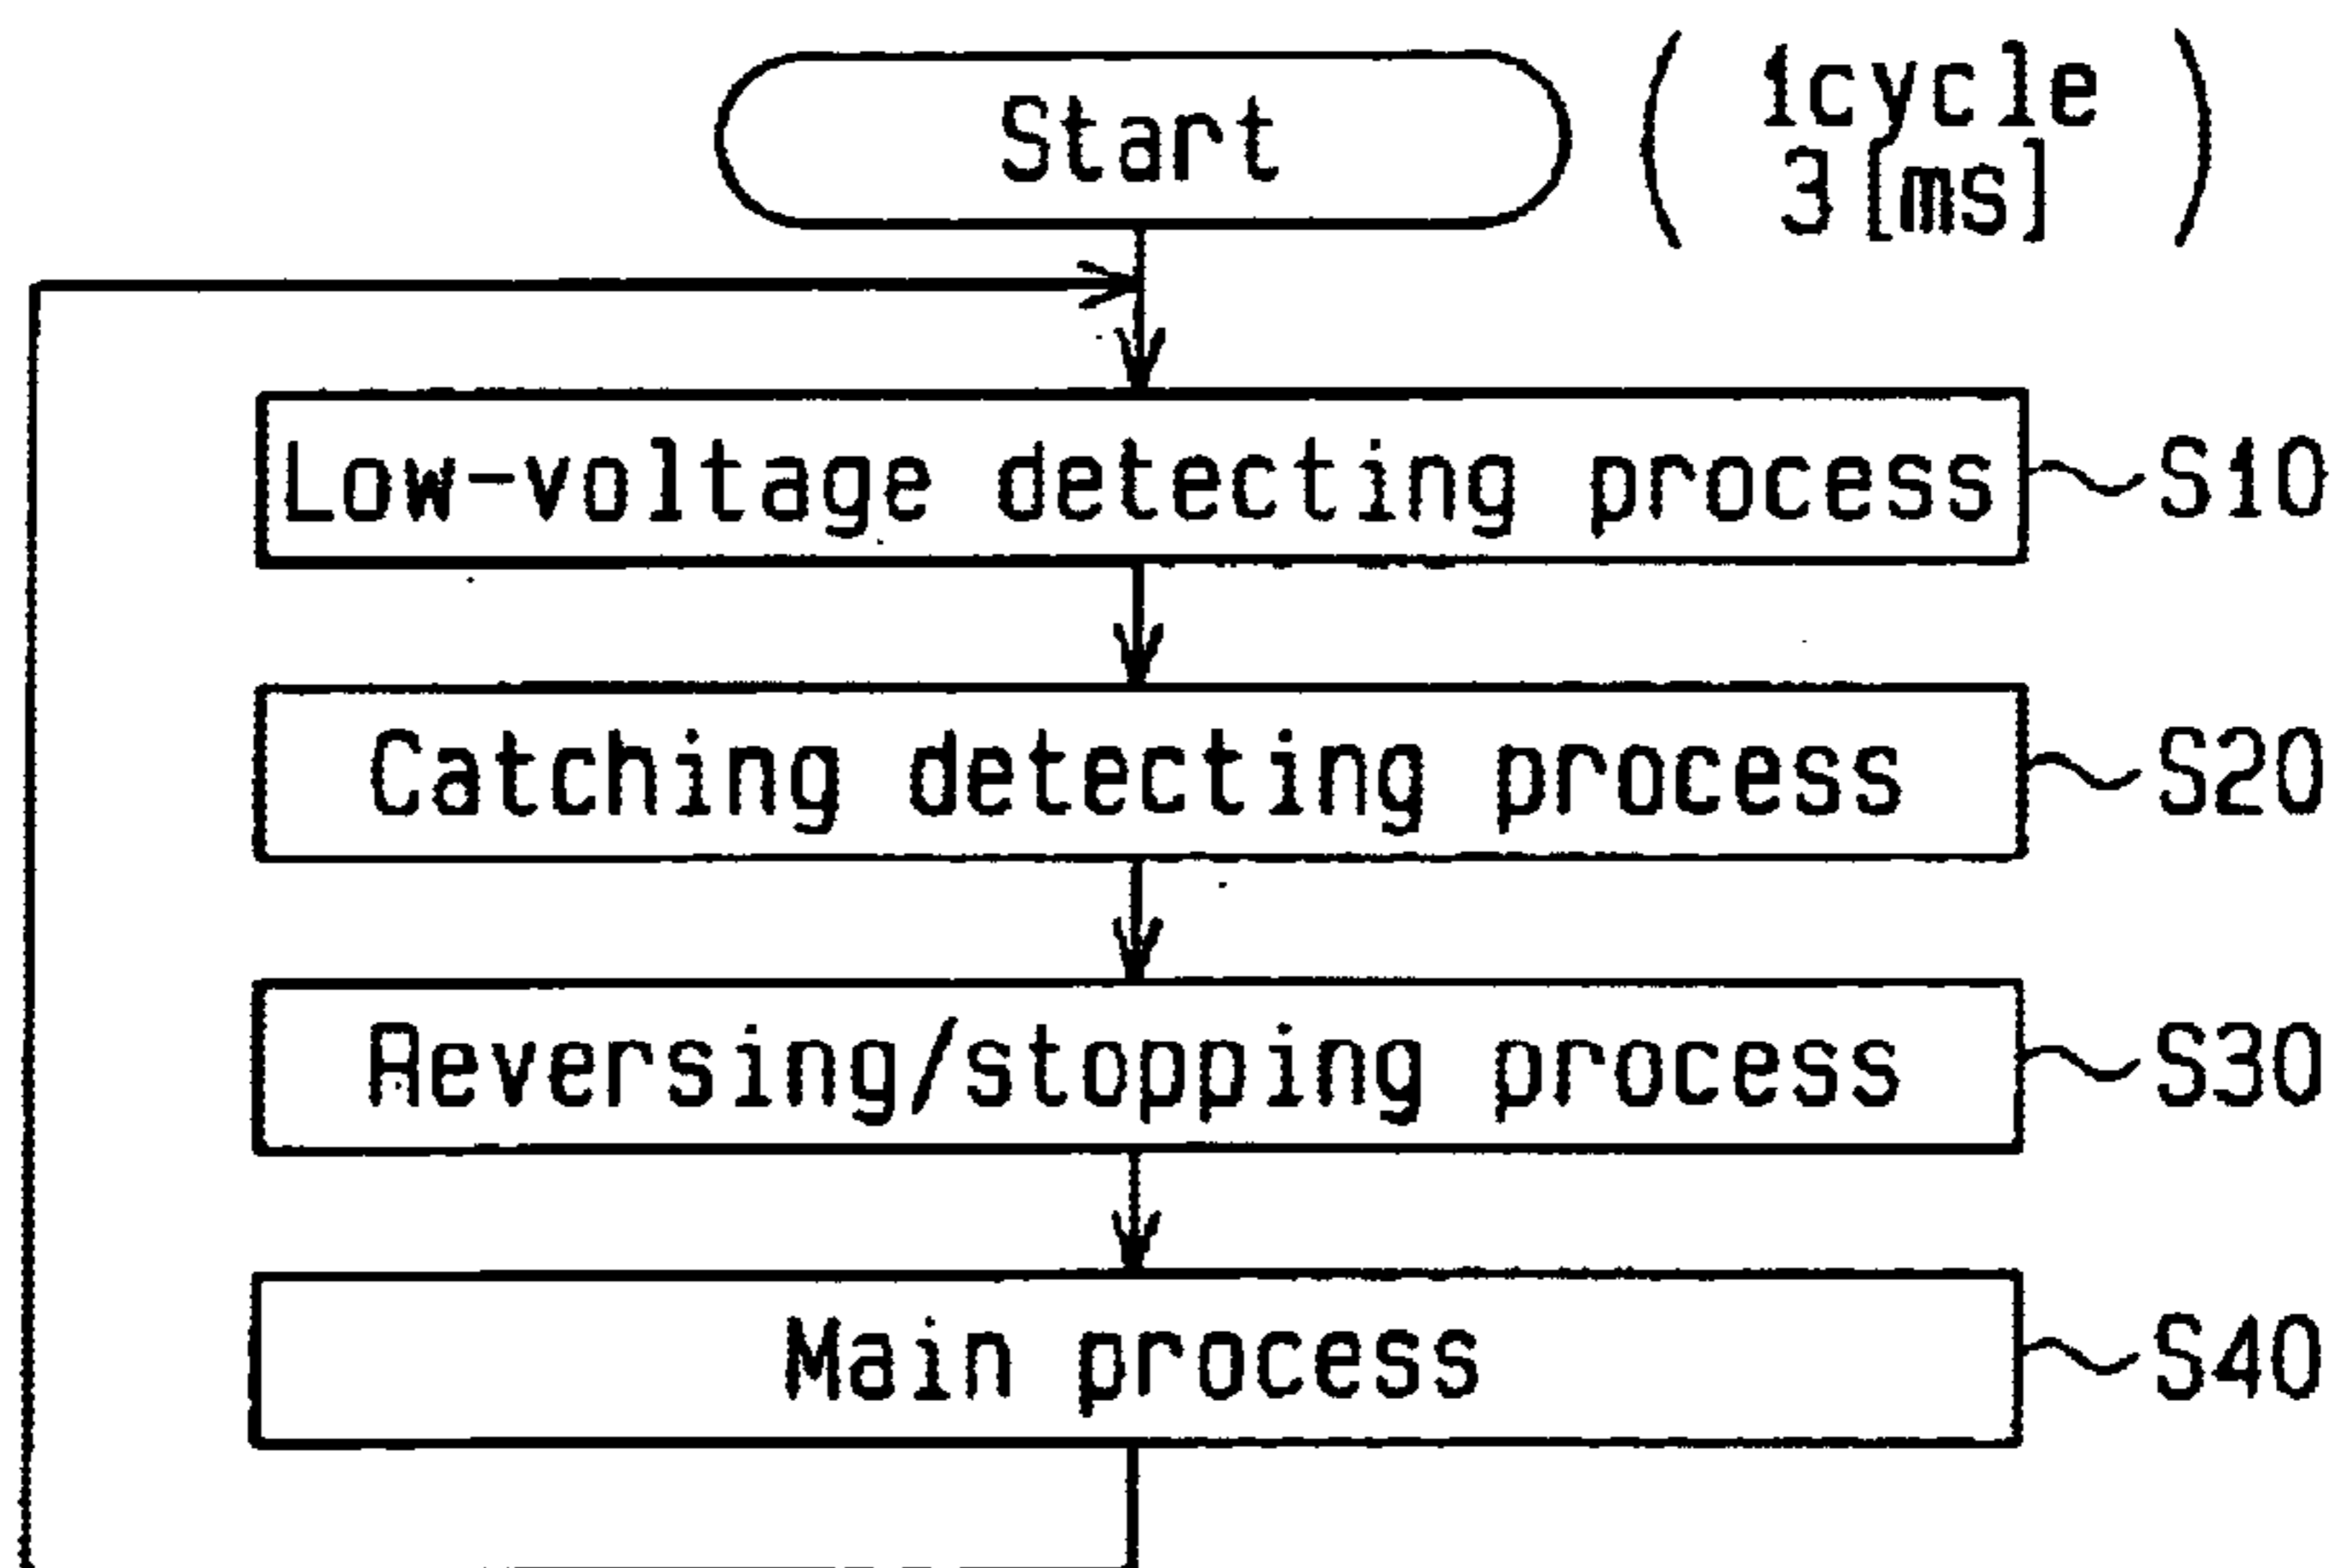 Start
( 1cycle
3[ms] )
Low-voltage detecting process
S10
Catching detecting process
S20
Reversing/stopping process
S30
Main process
S40